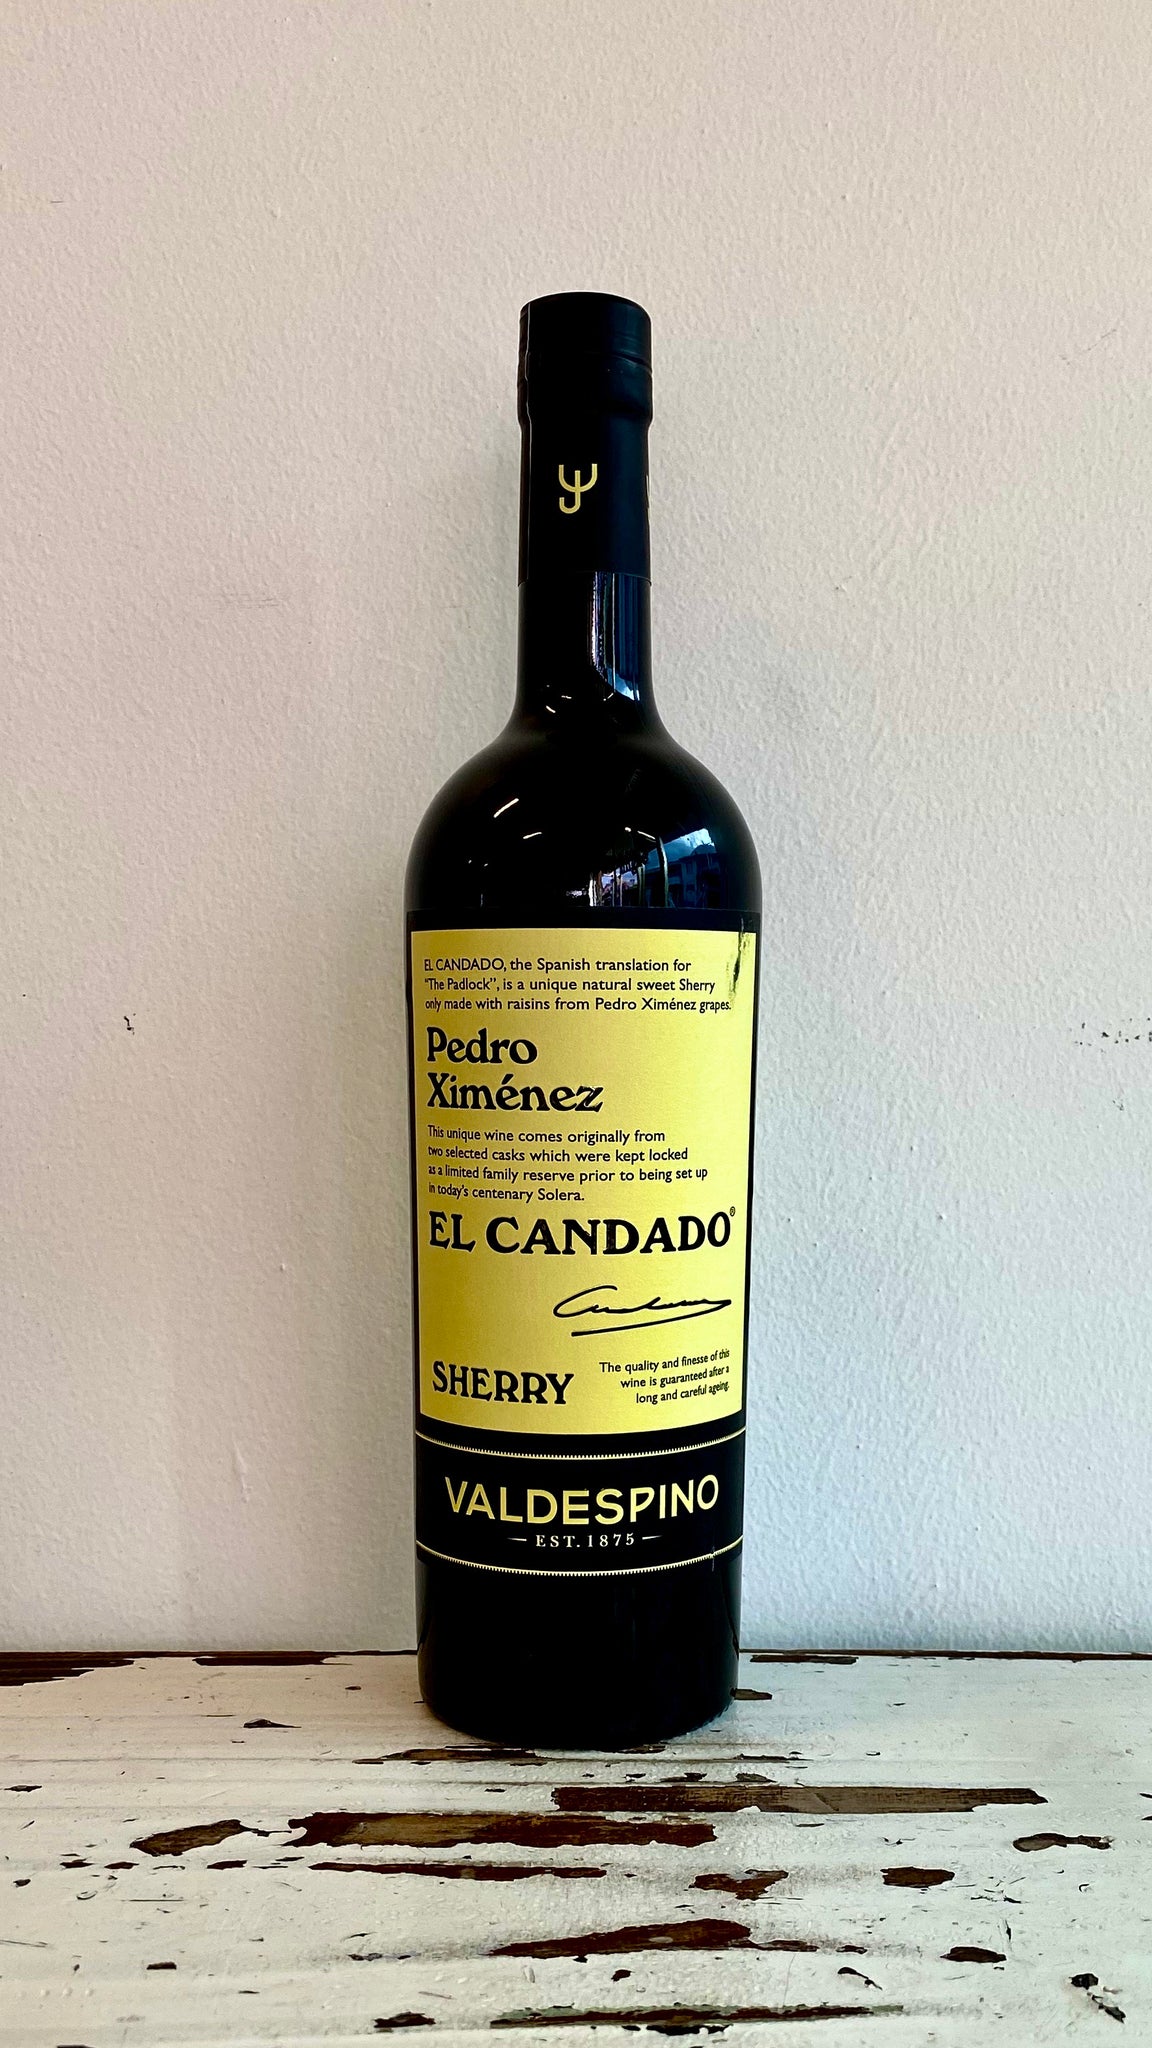 EL CANDADO, the Spanish translation for
"The Padlock", is a unique natural sweet Sherry
only made with raisins from Pedro Ximénez grapes.
Pedro
Ximénez
This unique wine comes originally from
two selected casks which were kept locked
as a limited family reserve prior to being set up
in today's centenary Solera.
EL CANDADO®
SHERRY
The quality and finesse of this
wine is guaranteed after a
long and careful ageing.
VALDESPINO
EST. 1875